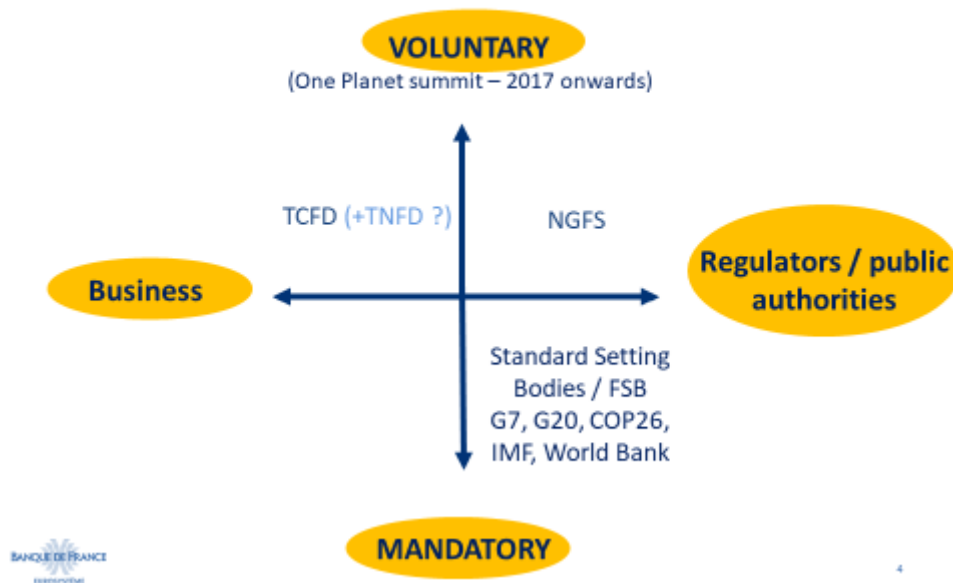 VOLUNTARY
(One Planet summit – 2017 onwards)
TCFD (+TNFD ?)
NGFS
Business
Regulators / public
authorities
Standard Setting
Bodies / FSB
G7, G20, COP26,
IMF, World Bank
MANDATORY
BANQUE DE FRANCE
EUROSYSTÈME
4